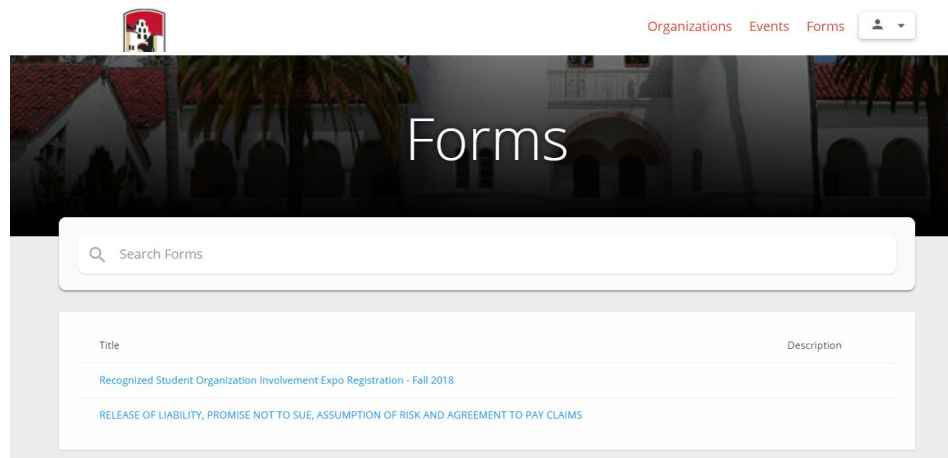 Organizations Events Forms
Forms
Search Forms
Title Description
Recognized Student Organization Involvement Expo Registration - Fall 2018
RELEASE OF LIABILITY, PROMISE NOT TO SUE, ASSUMPTION OF RISK AND AGREEMENT TO PAY CLAIMS